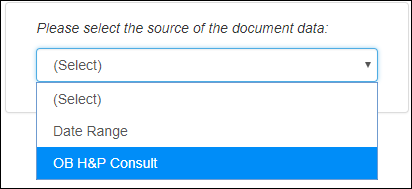 Please select the source of the document data:
(Select)
(Select)
Date Range
OB H&P Consult